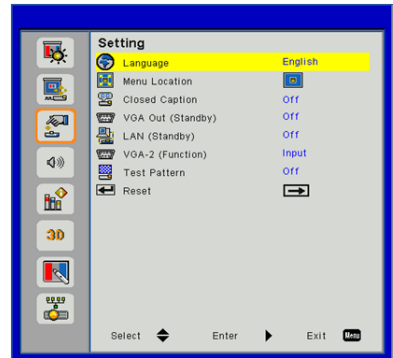 Setting
Language English
Menu Location
Closed Caption Off
VGA Out (Standby) Off
LAN (Standby) Off
VGA-2 (Function) Input
Test Pattern Off
Reset
3D
Select Enter Exit Menu